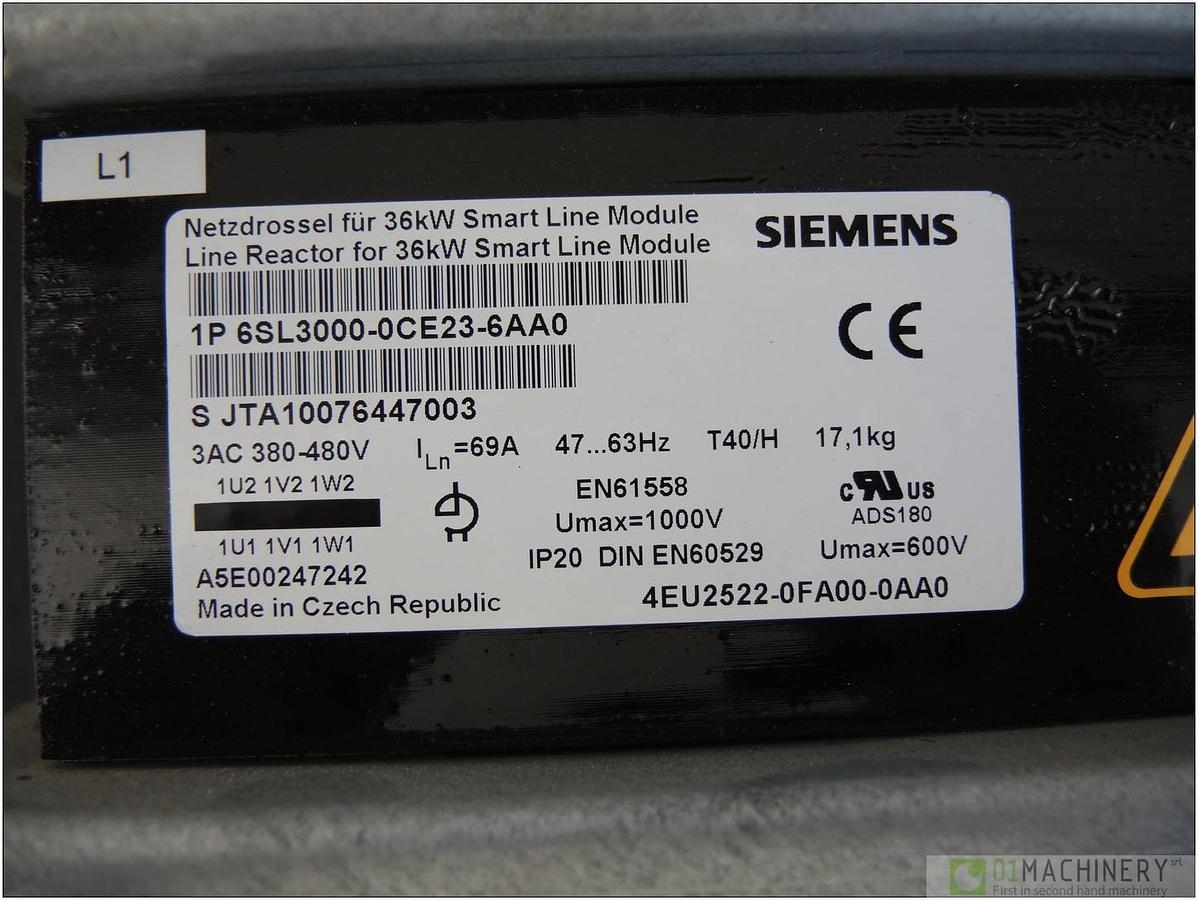 L1
Netzdrossel für 36kW Smart Line Module
Line Reactor for 36kW Smart Line Module
SIEMENS
1P 6SL3000-0CE23-6AA0
CE
S JTA10076447003
3AC 380-480V ILn=69A 47...63Hz T40/H 17,1kg
1U2 1V2 1W2
EN61558
c RU US
Umax=1000V
ADS180
1U1 1V1 1W1
IP20 DIN EN60529
Umax=600V
A5E00247242
Made in Czech Republic
4EU2522-0FA00-0AA0
01MACHINERY srl
First in second hand machinery